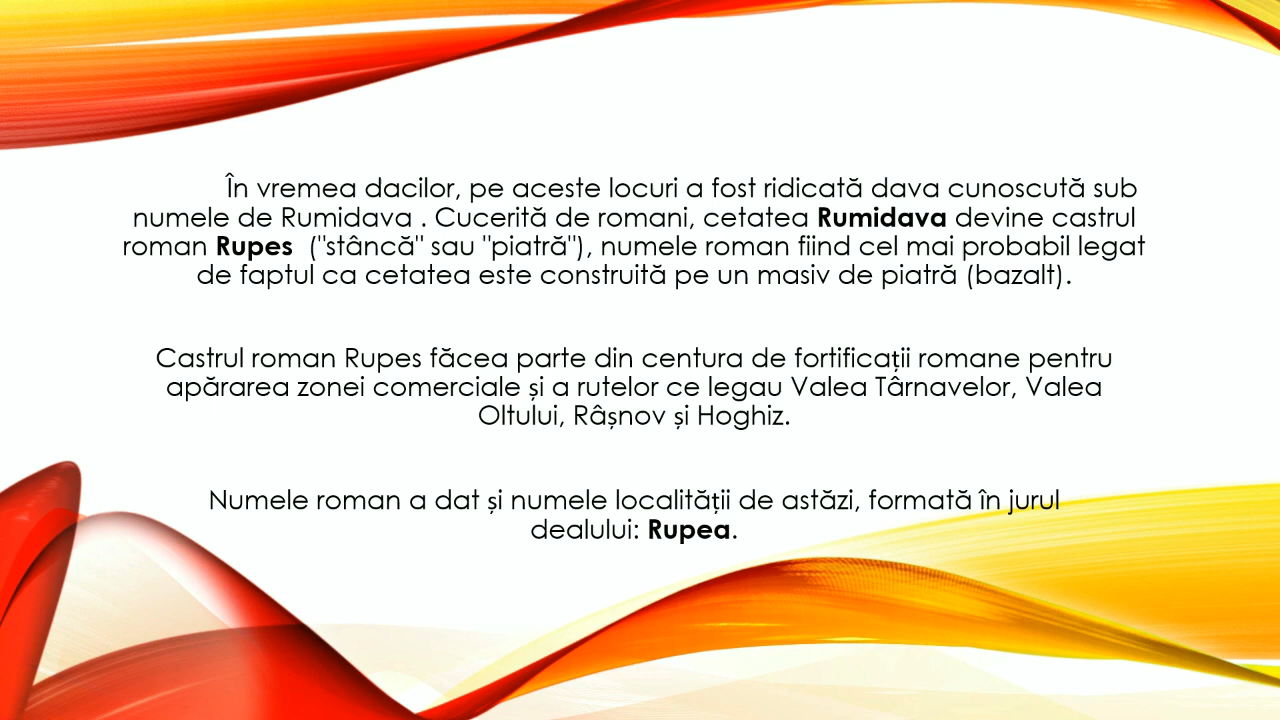 În vremea dacilor, pe aceste locuri a fost ridicată dava cunoscută sub
numele de Rumidava . Cucerită de romani, cetatea Rumidava devine castrul
roman Rupes ("stâncă" sau "piatră"), numele roman fiind cel mai probabil legat
de faptul ca cetatea este construită pe un masiv de piatră (bazalt).
Castrul roman Rupes făcea parte din centura de fortificații romane pentru
apărarea zonei comerciale și a rutelor ce legau Valea Târnavelor, Valea
Oltului, Râșnov și Hoghiz.
Numele roman a dat și numele localității de astăzi, formată în jurul
dealului: Rupea.